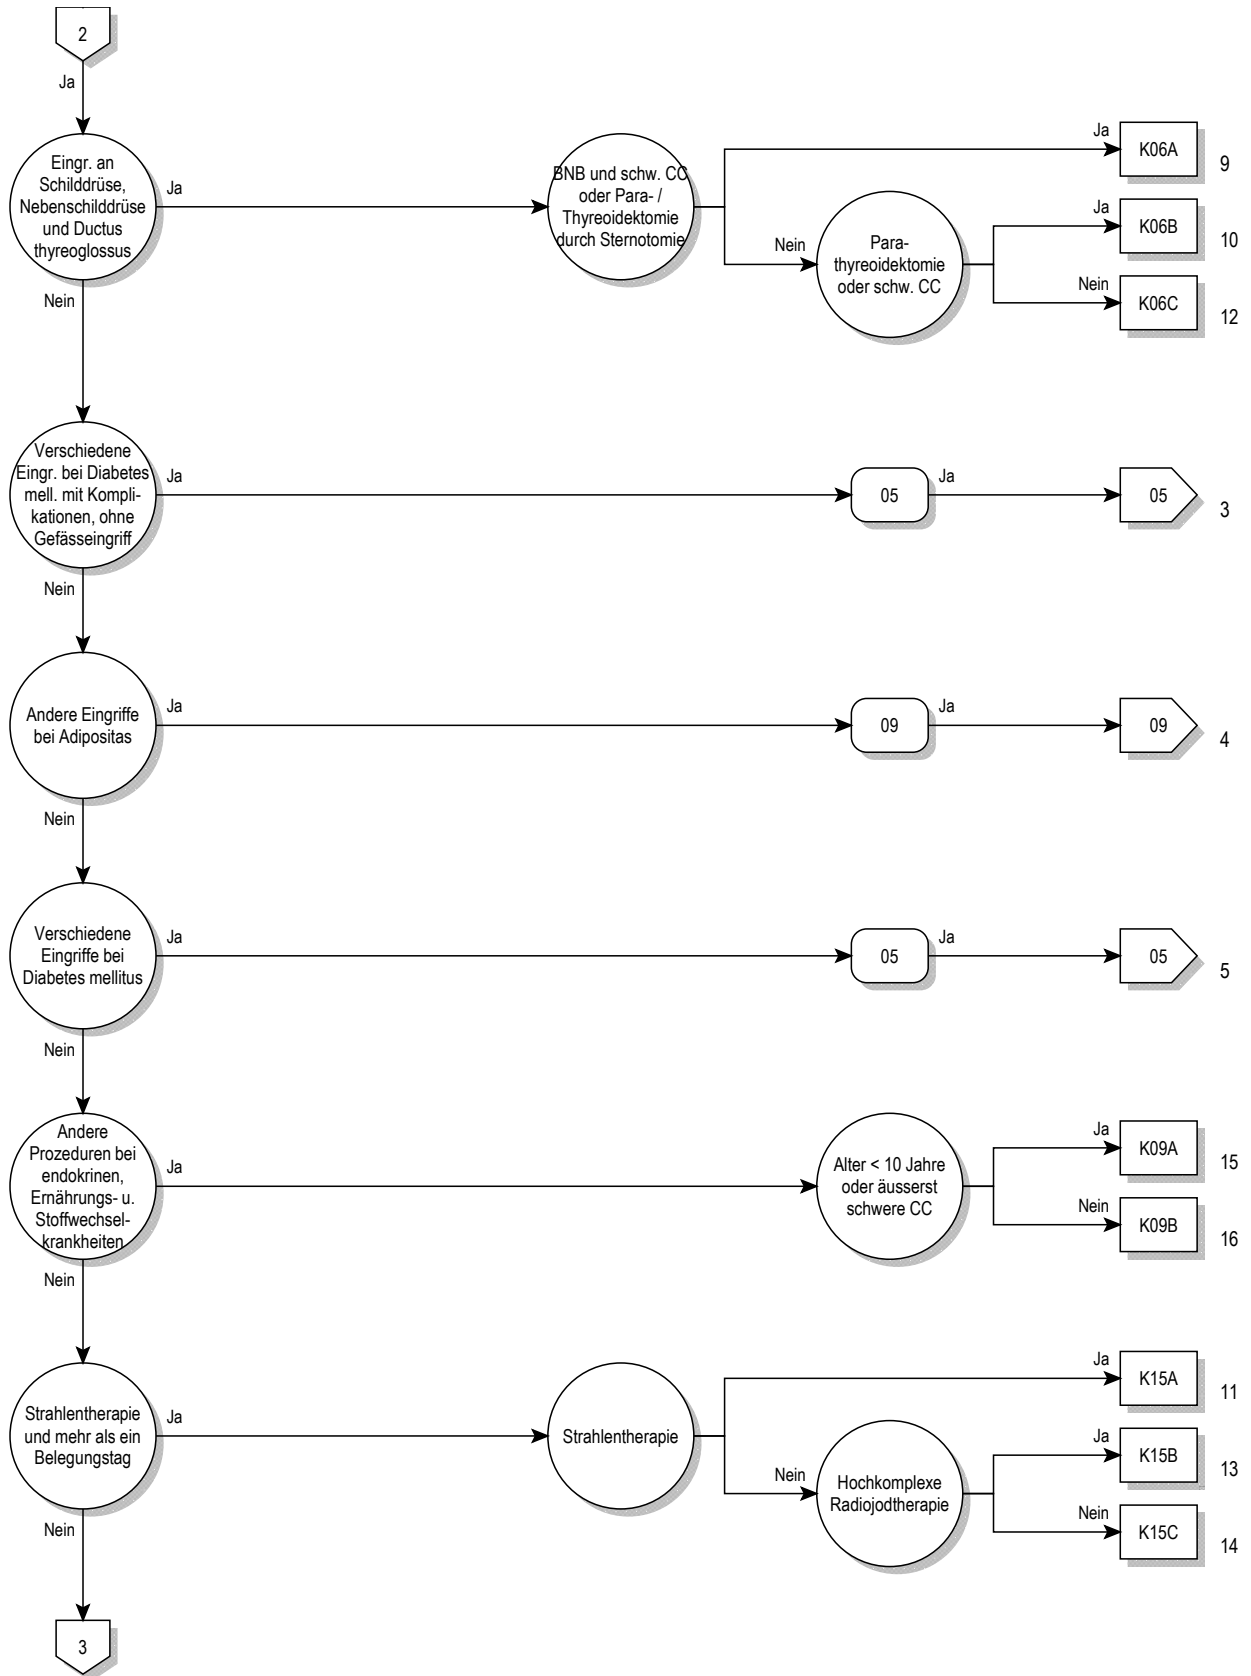 2
Ja
Eingr. an
Schilddrüse,
Nebenschilddrüse
und Ductus
thyreoglossus
Ja
BNB und schw. CC
oder Para- /
Thyreoidektomie
durch Sternotomie
Ja
K06A
9
Nein
Para-
thyreoidektomie
oder schw. CC
Ja
K06B
10
Nein
K06C
12
Nein
Verschiedene
Eingr. bei Diabetes
mell. mit Kompli-
kationen, ohne
Gefässeingriff
Ja
05
Ja
05
3
Nein
Andere Eingriffe
bei Adipositas
Ja
09
Ja
09
4
Nein
Verschiedene
Eingriffe bei
Diabetes mellitus
Ja
05
Ja
05
5
Nein
Andere
Prozeduren bei
endokrinen,
Ernährungs- u.
Stoffwechsel-
krankheiten
Ja
Alter < 10 Jahre
oder äusserst
schwere CC
Ja
K09A
15
Nein
K09B
16
Nein
Strahlentherapie
und mehr als ein
Belegungstag
Ja
Strahlentherapie
Ja
K15A
11
Nein
Hochkomplexe
Radiojodtherapie
Ja
K15B
13
Nein
K15C
14
Nein
3